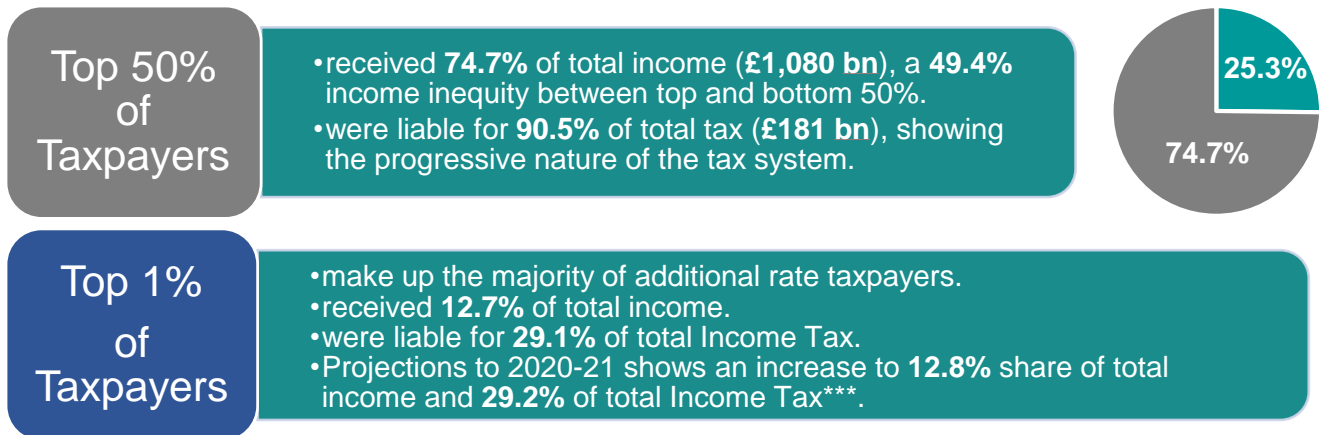 Top 50%
of
Taxpayers
•received 74.7% of total income (£1,080 bn), a 49.4%
income inequity between top and bottom 50%.
•were liable for 90.5% of total tax (£181 bn), showing
the progressive nature of the tax system.
25.3%
74.7%
Top 1%
of
Taxpayers
•make up the majority of additional rate taxpayers.
•received 12.7% of total income.
•were liable for 29.1% of total Income Tax.
•Projections to 2020-21 shows an increase to 12.8% share of total
income and 29.2% of total Income Tax***.